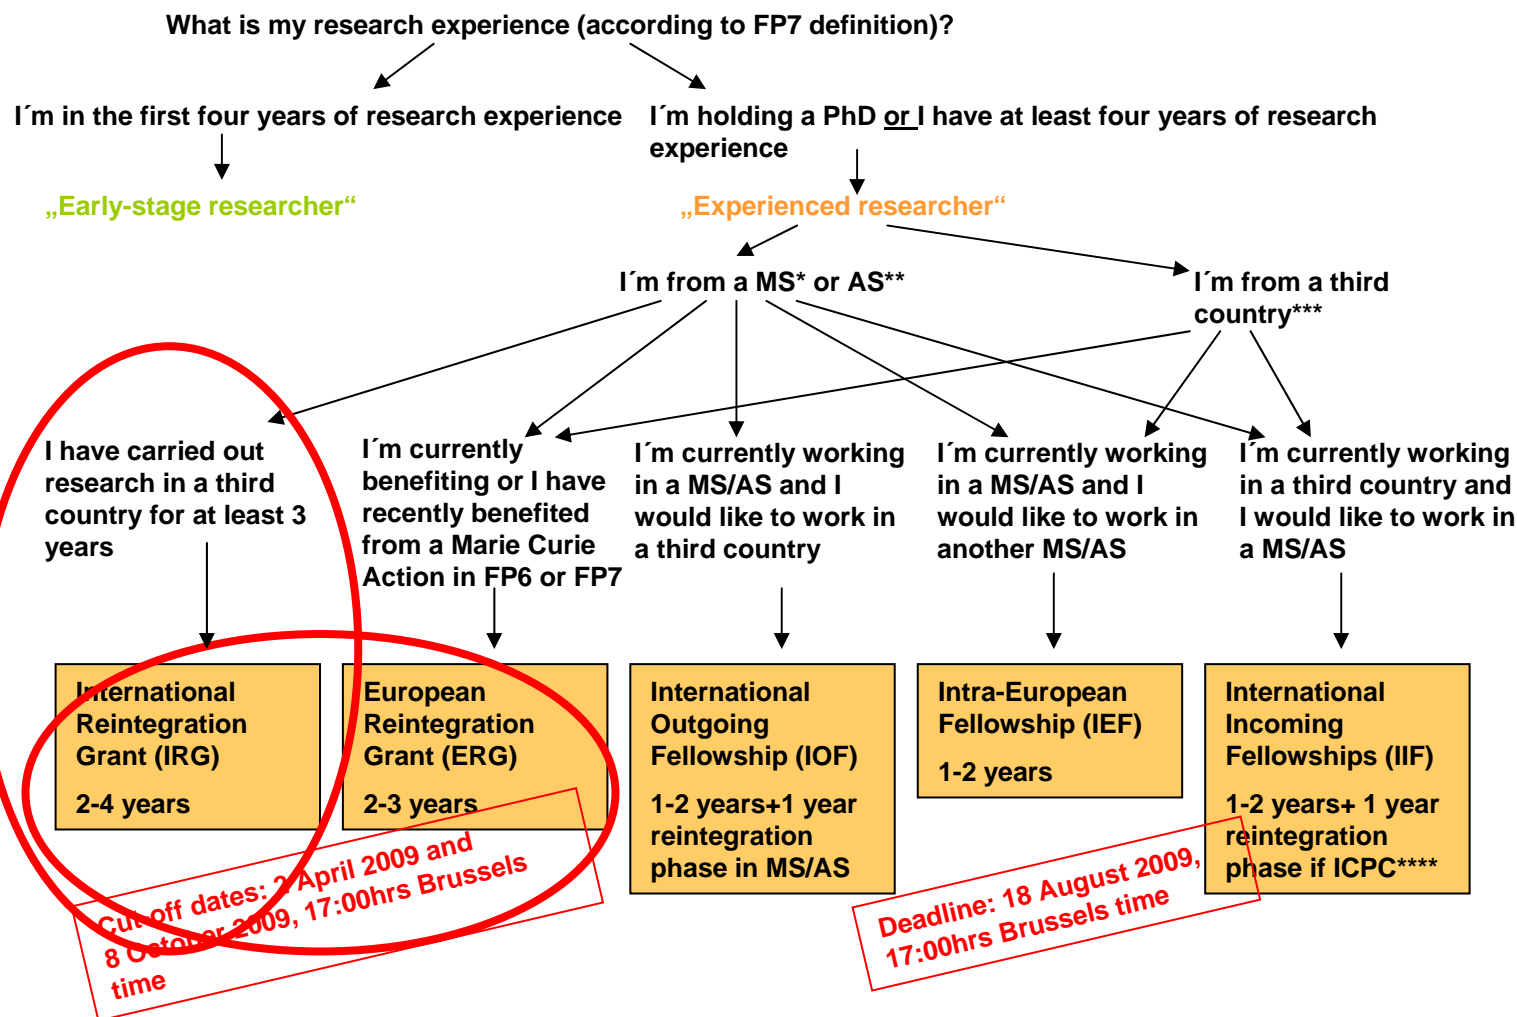 What is my research experience (according to FP7 definition)?
I´m in the first four years of research experience
I´m holding a PhD or I have at least four years of research
experience
„Early-stage researcher“
„Experienced researcher“
I´m from a MS* or AS**
I´m from a third
country***
I have carried out
research in a third
country for at least 3
years
I´m currently
benefiting or I have
recently benefited
from a Marie Curie
Action in FP6 or FP7
I´m currently working
in a MS/AS and I
would like to work in
a third country
I´m currently working
in a MS/AS and I
would like to work in
another MS/AS
I´m currently working
in a third country and
I would like to work in
a MS/AS
International
Reintegration
Grant (IRG)
2-4 years
European
Reintegration
Grant (ERG)
2-3 years
International
Outgoing
Fellowship (IOF)
1-2 years+1 year
reintegration
phase in MS/AS
Intra-European
Fellowship (IEF)
1-2 years
International
Incoming
Fellowships (IIF)
1-2 years+ 1 year
reintegration
phase if ICPC****
Cut-off dates: 2 April 2009 and
8 October 2009, 17:00hrs Brussels
time
Deadline: 18 August 2009,
17:00hrs Brussels time